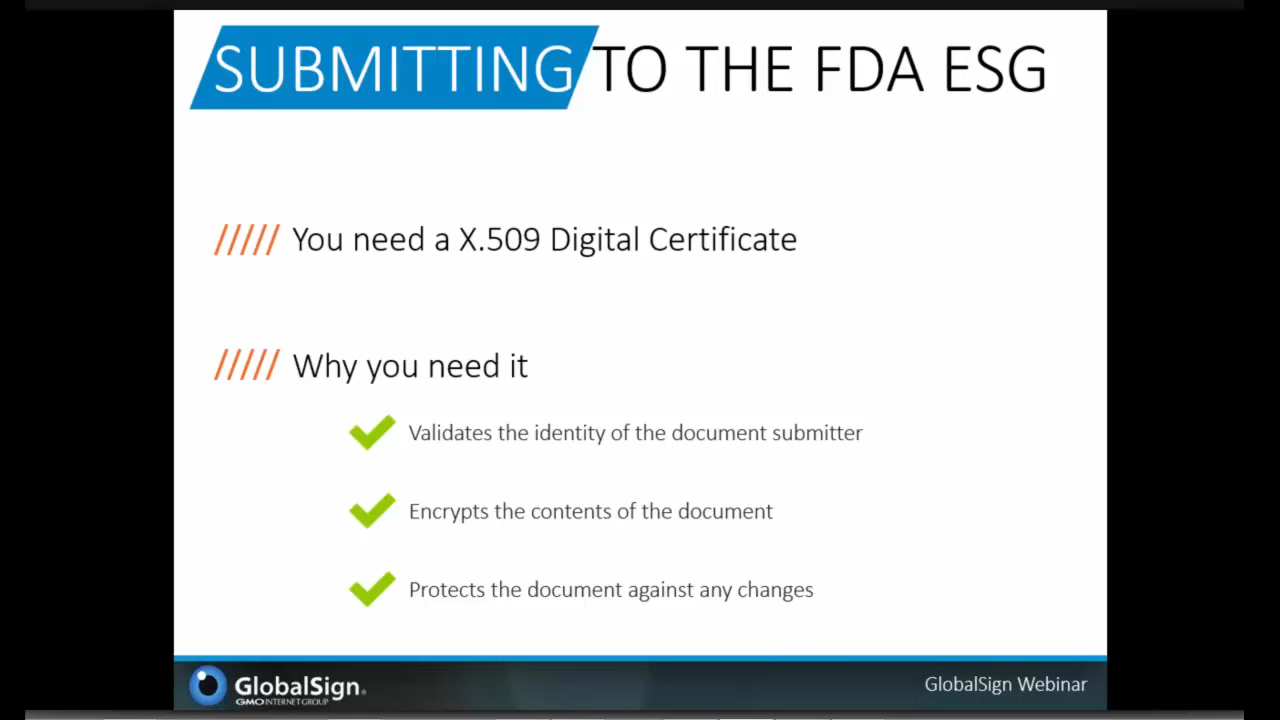 SUBMITTING TO THE FDA ESG
///// You need a X.509 Digital Certificate
///// Why you need it
Validates the identity of the document submitter
Encrypts the contents of the document
Protects the document against any changes
GlobalSign®
GMO INTERNET GROUP
GlobalSign Webinar